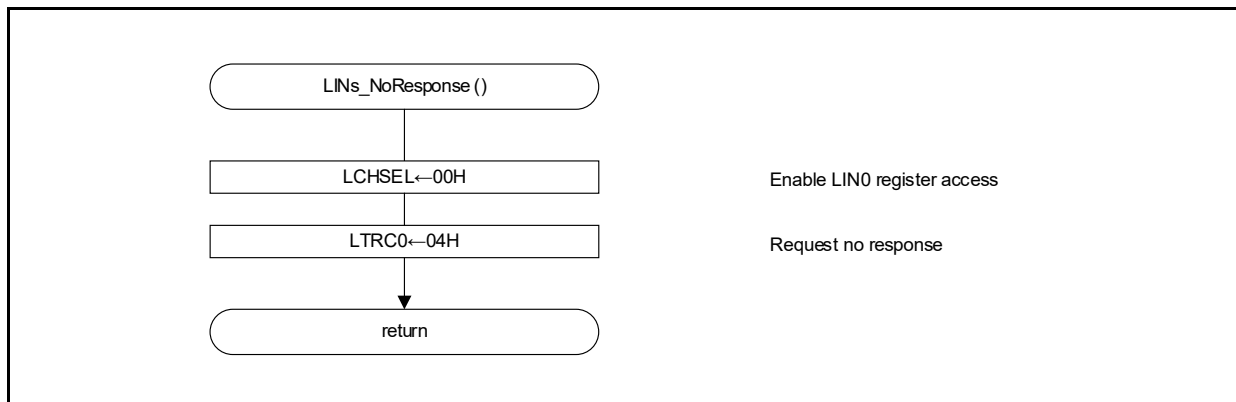 LINs_NoResponse ()
LCHSEL←00H Enable LIN0 register access
LTRC0←04H Request no response
return